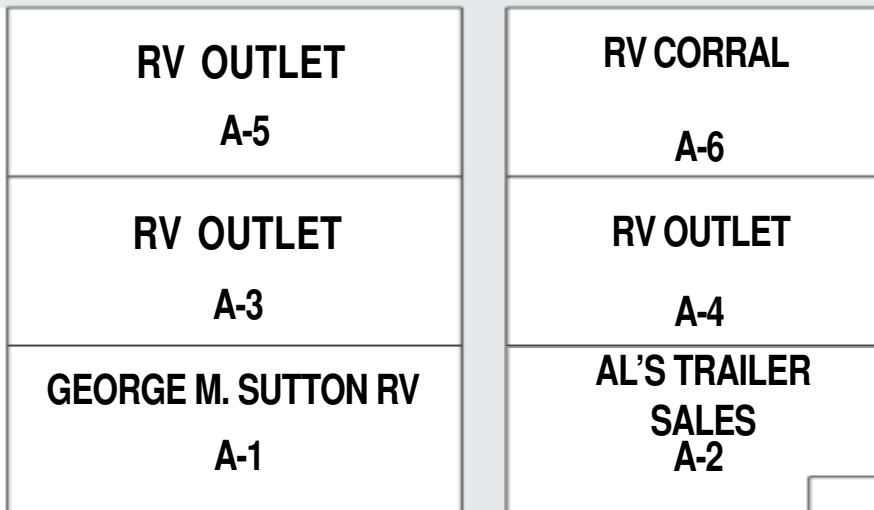 RV OUTLET
A-5
RV CORRAL
A-6
RV OUTLET
A-3
RV OUTLET
A-4
GEORGE M. SUTTON RV
A-1
AL'S TRAILER
SALES
A-2